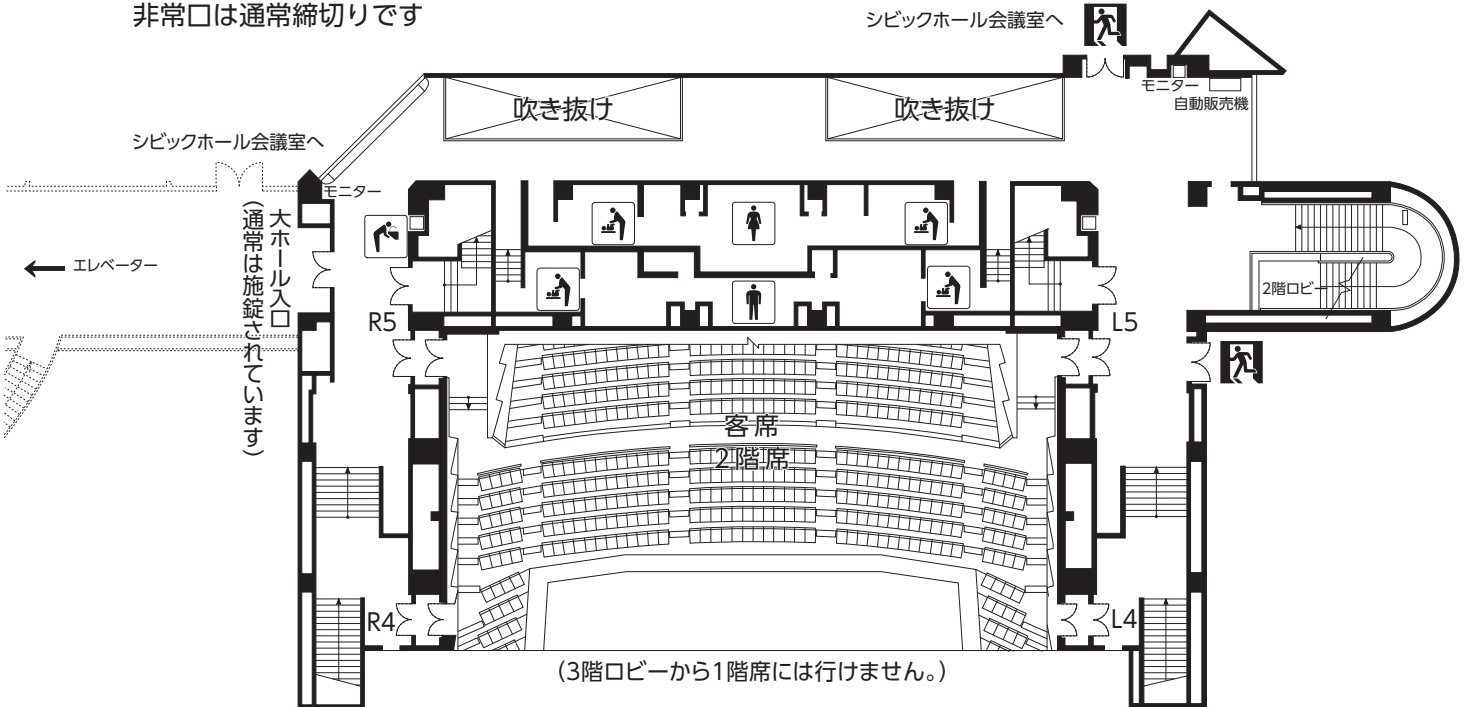 非常口は通常締切りです
シビックホール会議室へ
モニター
自動販売機
吹き抜け
吹き抜け
シビックホール会議室へ
モニター
大ホール入口
（通常は施錠されています）
エレベーター
2階ロビー
R5
L5
客席
2階席
R4
L4
（3階ロビーから1階席には行けません。）